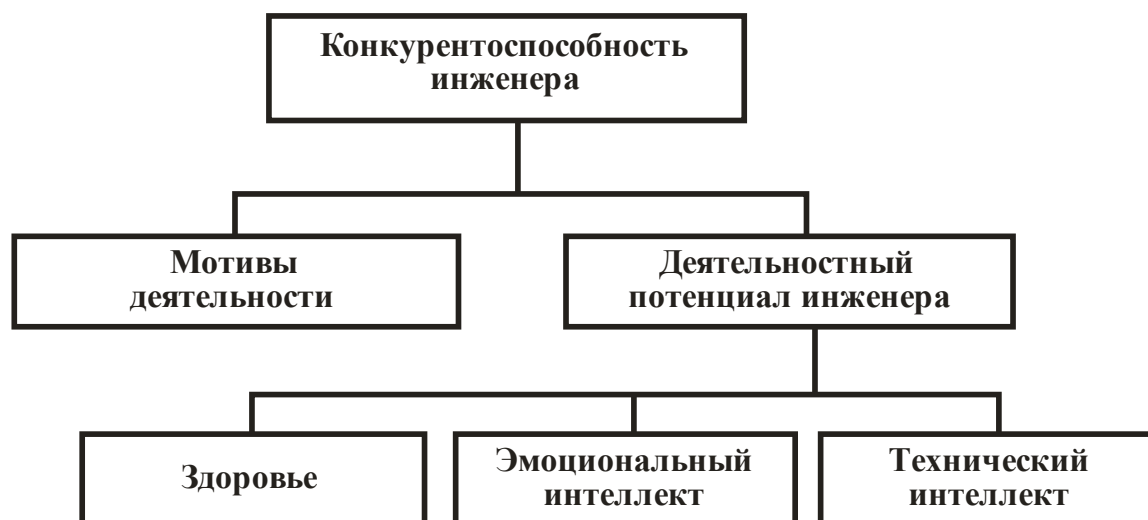 Конкурентоспособность
инженера
Мотивы
деятельности
Деятельностный
потенциал инженера
Здоровье
Эмоциональный
интеллект
Технический
интеллект